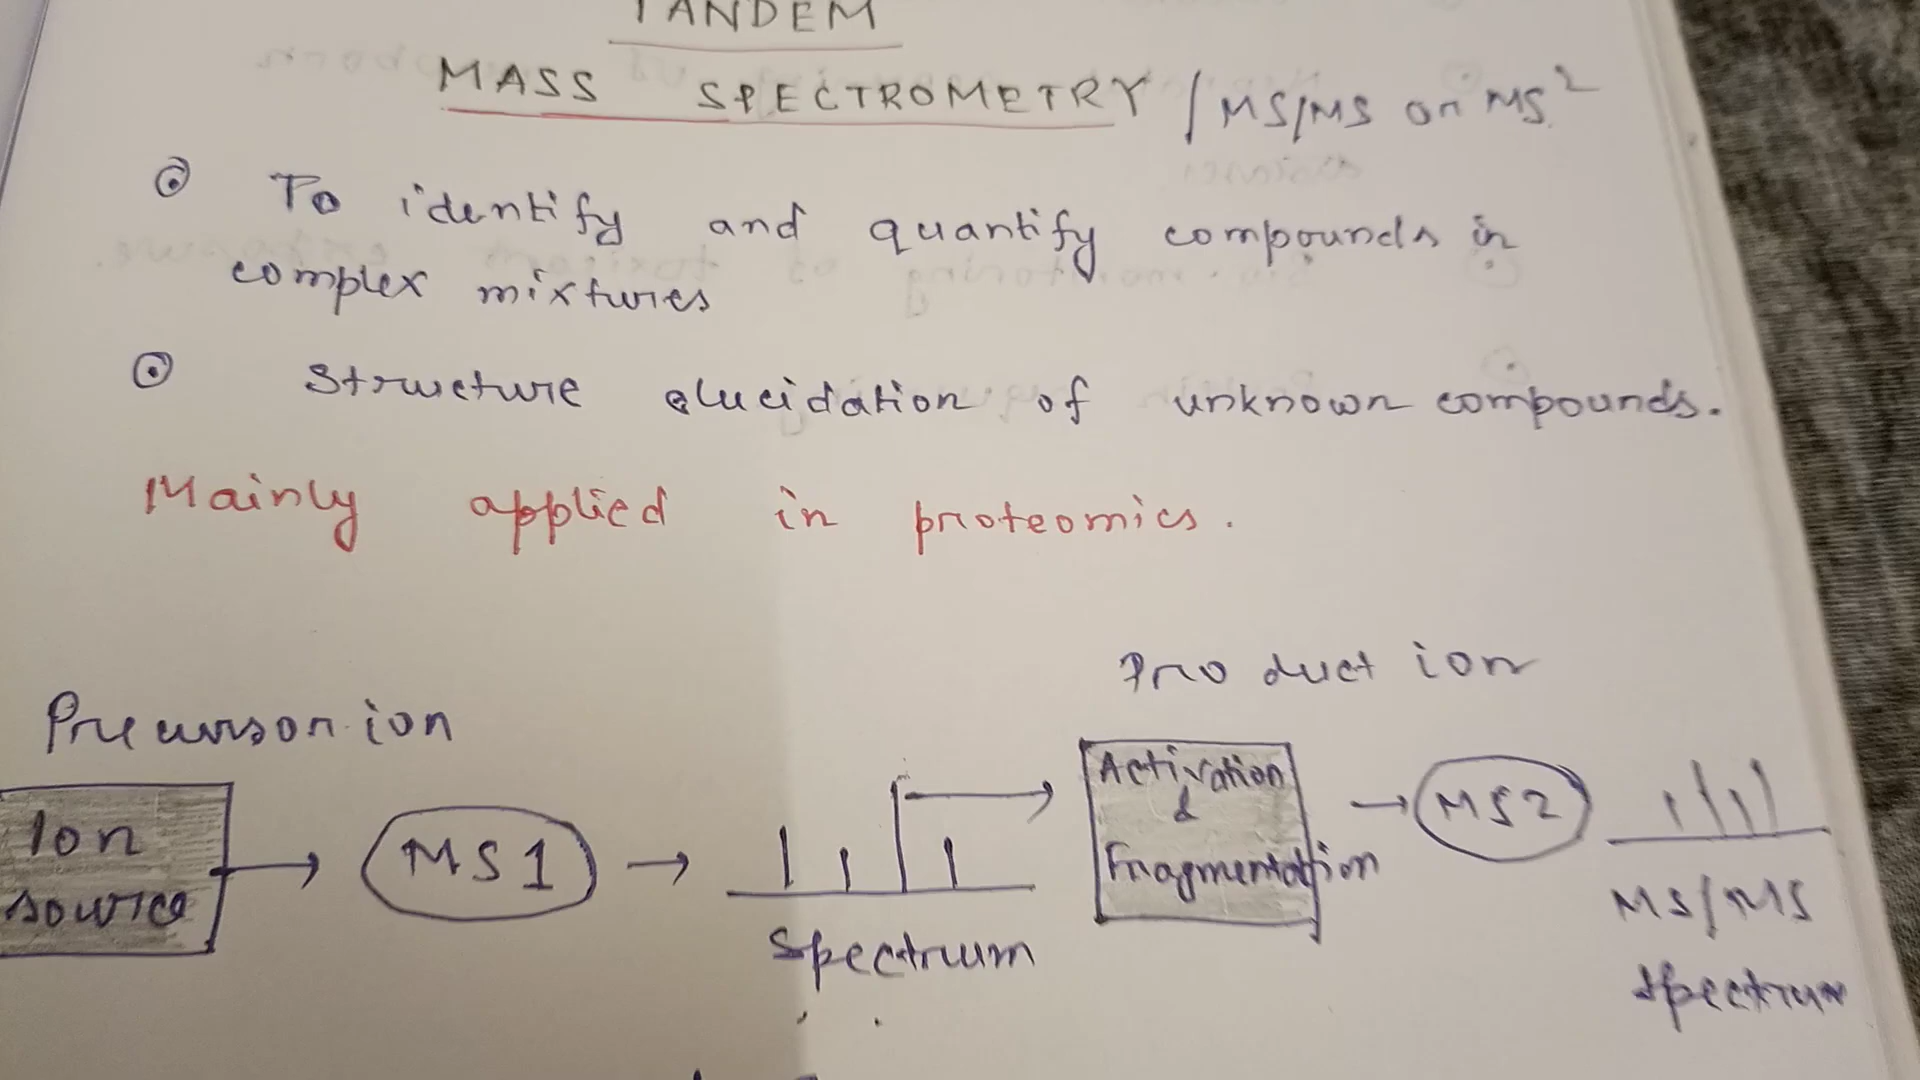 TANDEM
MASS SPECTROMETRY / MS/MS or MS²
To identify and quantify compounds in
complex mixtures
Structure elucidation of unknown compounds.
Mainly applied in proteomics.
Product ion
Precursor ion
Ion
source
MS1
Spectrum
Activation
&
Fragmentation
MS2
MS/MS
spectrum